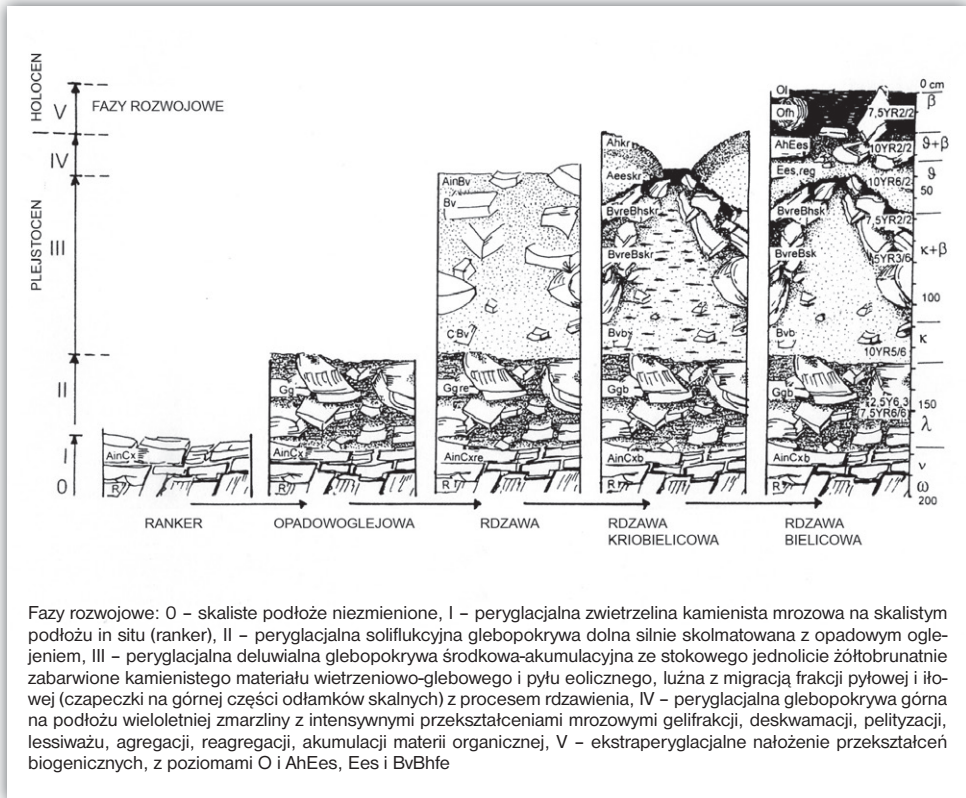 HOLOCEN
PLEJSTOCEN
V
IV
III
II
I
0
FAZY ROZWOJOWE
AinCx
R
Gg
AinCx
R
AinBv
Bv
CBv
Ggre
AinCxre
R
Ahkr
Aeeskr
BvreBhskr
BvreBskr
Bvb
Ggb
AinCxb
R
Ol
Ofh
AhEes
Ees,reg
BvreBhsk
BvreBsk
Bvb
Ggb
AinCxb
R
7,5YR2/2
10YR2/2
10YR6/2
7,5YR2/2
5YR3/6
10YR5/6
2,5Y6,3
7,5YR6/6
0 cm
β
ϑ+β
ϑ
50
κ+β
100
κ
150
λ
ν
ω
200
RANKER
OPADOWOGLEJOWA
RDZAWA
RDZAWA
KRIOBIELICOWA
RDZAWA
BIELICOWA
Fazy rozwojowe: 0 – skaliste podłoże niezmienione, I – peryglacjalna zwietrzelina kamienista mrozowa na skalistym
podłożu in situ (ranker), II – peryglacjalna soliflukcyjna glebopokrywa dolna silnie skolmatowana z opadowym ogle-
jeniem, III – peryglacjalna deluwialna glebopokrywa środkowa-akumulacyjna ze stokowego jednolicie żółtobrunatnie
zabarwione kamienistego materiału wietrzeniowo-glebowego i pyłu eolicznego, luźna z migracją frakcji pyłowej i iło-
wej (czapeczki na górnej części odłamków skalnych) z procesem rdzawienia, IV – peryglacjalna glebopokrywa górna
na podłożu wieloletniej zmarzliny z intensywnymi przekształceniami mrozowymi gelifrakcji, deskwamacji, pelityzacji,
lessiważu, agregacji, reagregacji, akumulacji materii organicznej, V – ekstraperyglacjalne nałożenie przekształceń
biogenicznych, z poziomami O i AhEes, Ees i BvBhfe